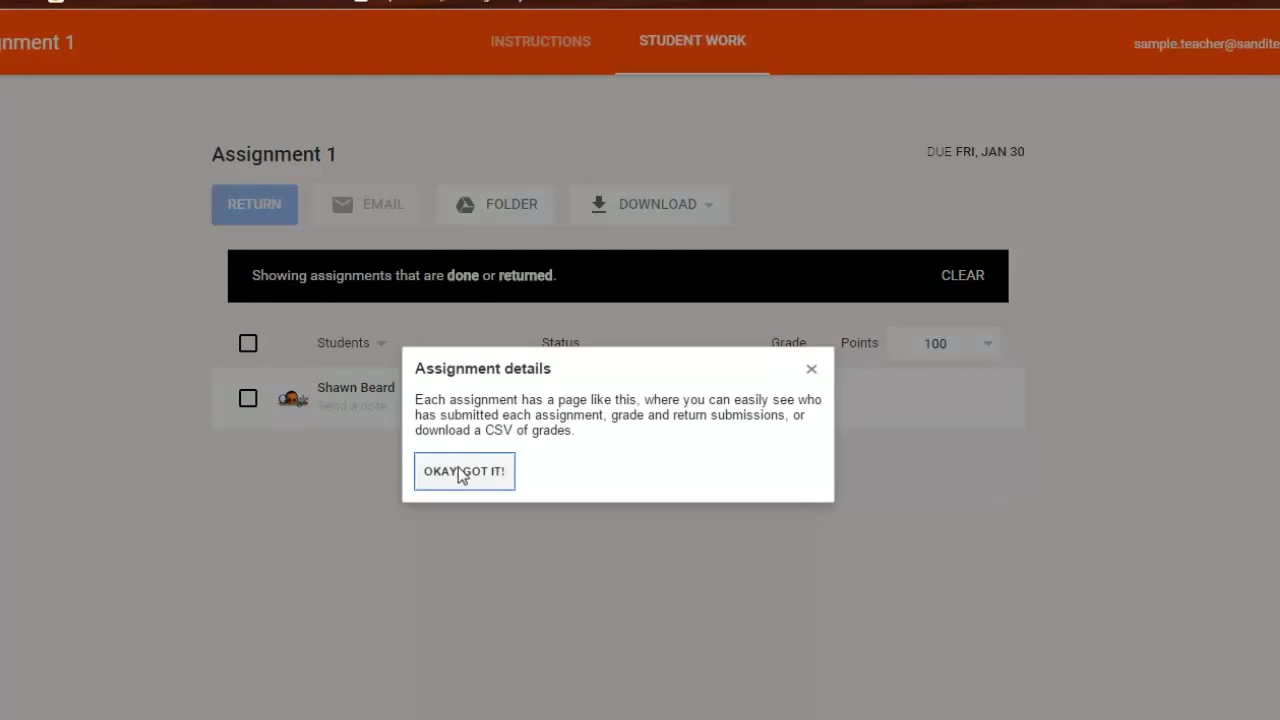 gnment 1
INSTRUCTIONS
STUDENT WORK
sample.teacher@sandite
Assignment 1
DUE FRI, JAN 30
RETURN
EMAIL
FOLDER
DOWNLOAD
Showing assignments that are done or returned.
CLEAR
Students
Status
Grade
Points
100
Shawn Beard
Send a note
Assignment details
Each assignment has a page like this, where you can easily see who
has submitted each assignment, grade and return submissions, or
download a CSV of grades.
OKAY, GOT IT!